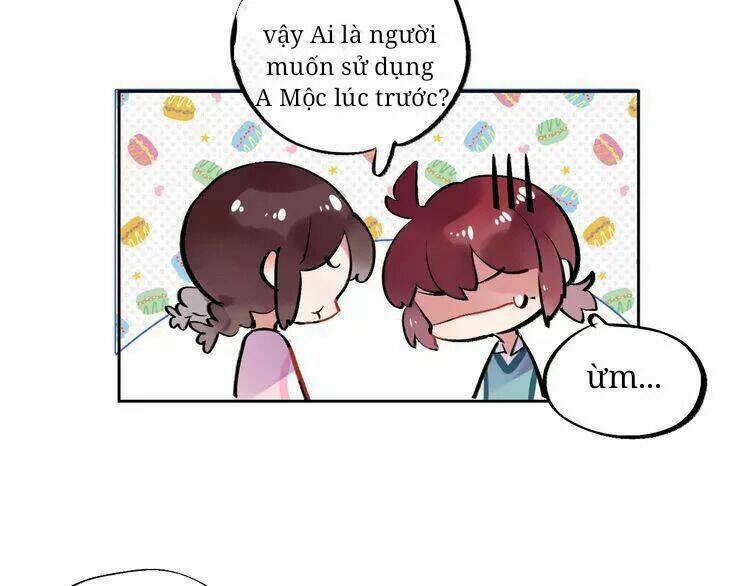 vậy Ai là người
muốn sử dụng
A Mộc lúc trước?
ừm...